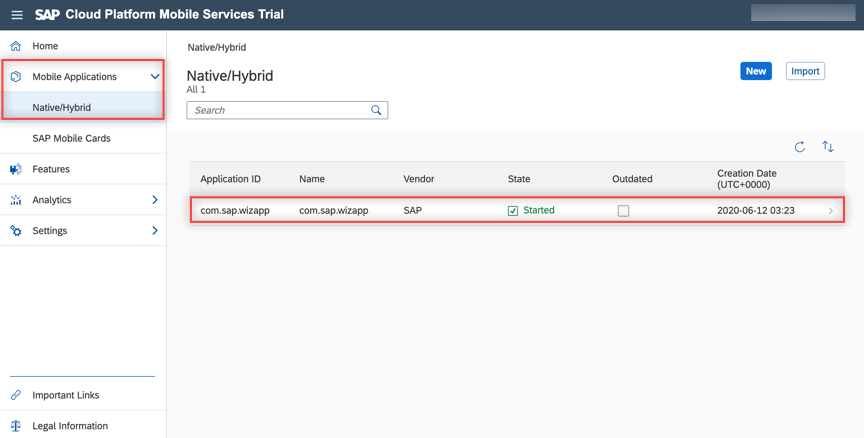 SAP Cloud Platform Mobile Services Trial
Home
Mobile Applications
Native/Hybrid
SAP Mobile Cards
Features
Analytics
Settings
Important Links
Legal Information
Native/Hybrid
Native/Hybrid
All 1
New
Import
Search
Application ID Name Vendor State Outdated Creation Date
(UTC+0000)
com.sap.wizapp com.sap.wizapp SAP Started 2020-06-12 03:23